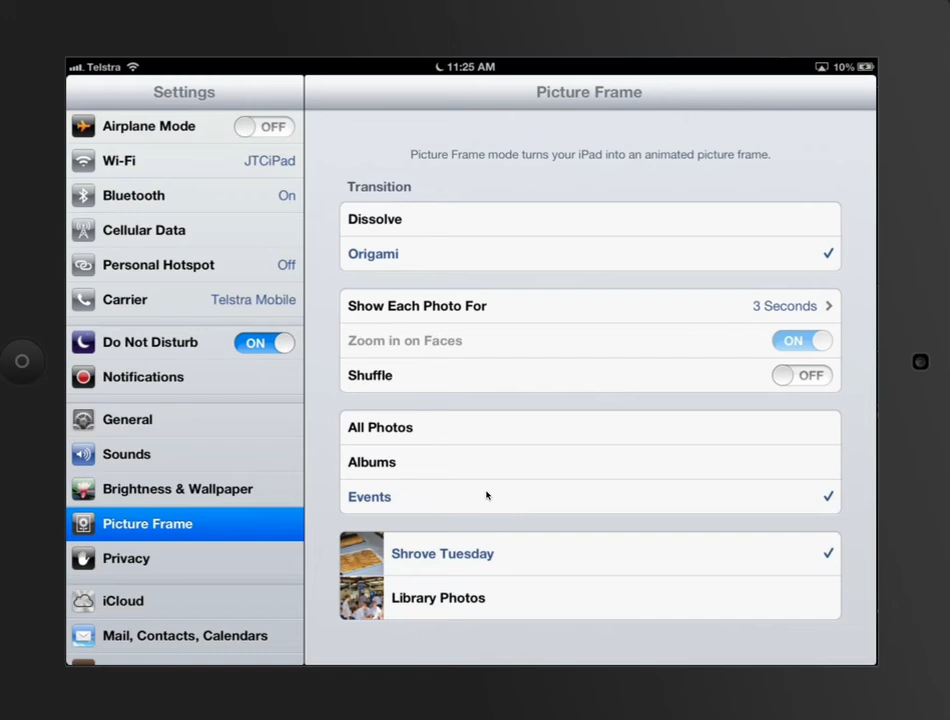 Telstra
11:25 AM
10%
Settings
Picture Frame
Airplane Mode OFF
Wi-Fi JTCiPad
Bluetooth On
Cellular Data
Personal Hotspot Off
Carrier Telstra Mobile
Do Not Disturb ON
Notifications
General
Sounds
Brightness & Wallpaper
Picture Frame
Privacy
iCloud
Mail, Contacts, Calendars
Picture Frame mode turns your iPad into an animated picture frame.
Transition
Dissolve
Origami
Show Each Photo For 3 Seconds
Zoom in on Faces ON
Shuffle OFF
All Photos
Albums
Events
Shrove Tuesday
Library Photos